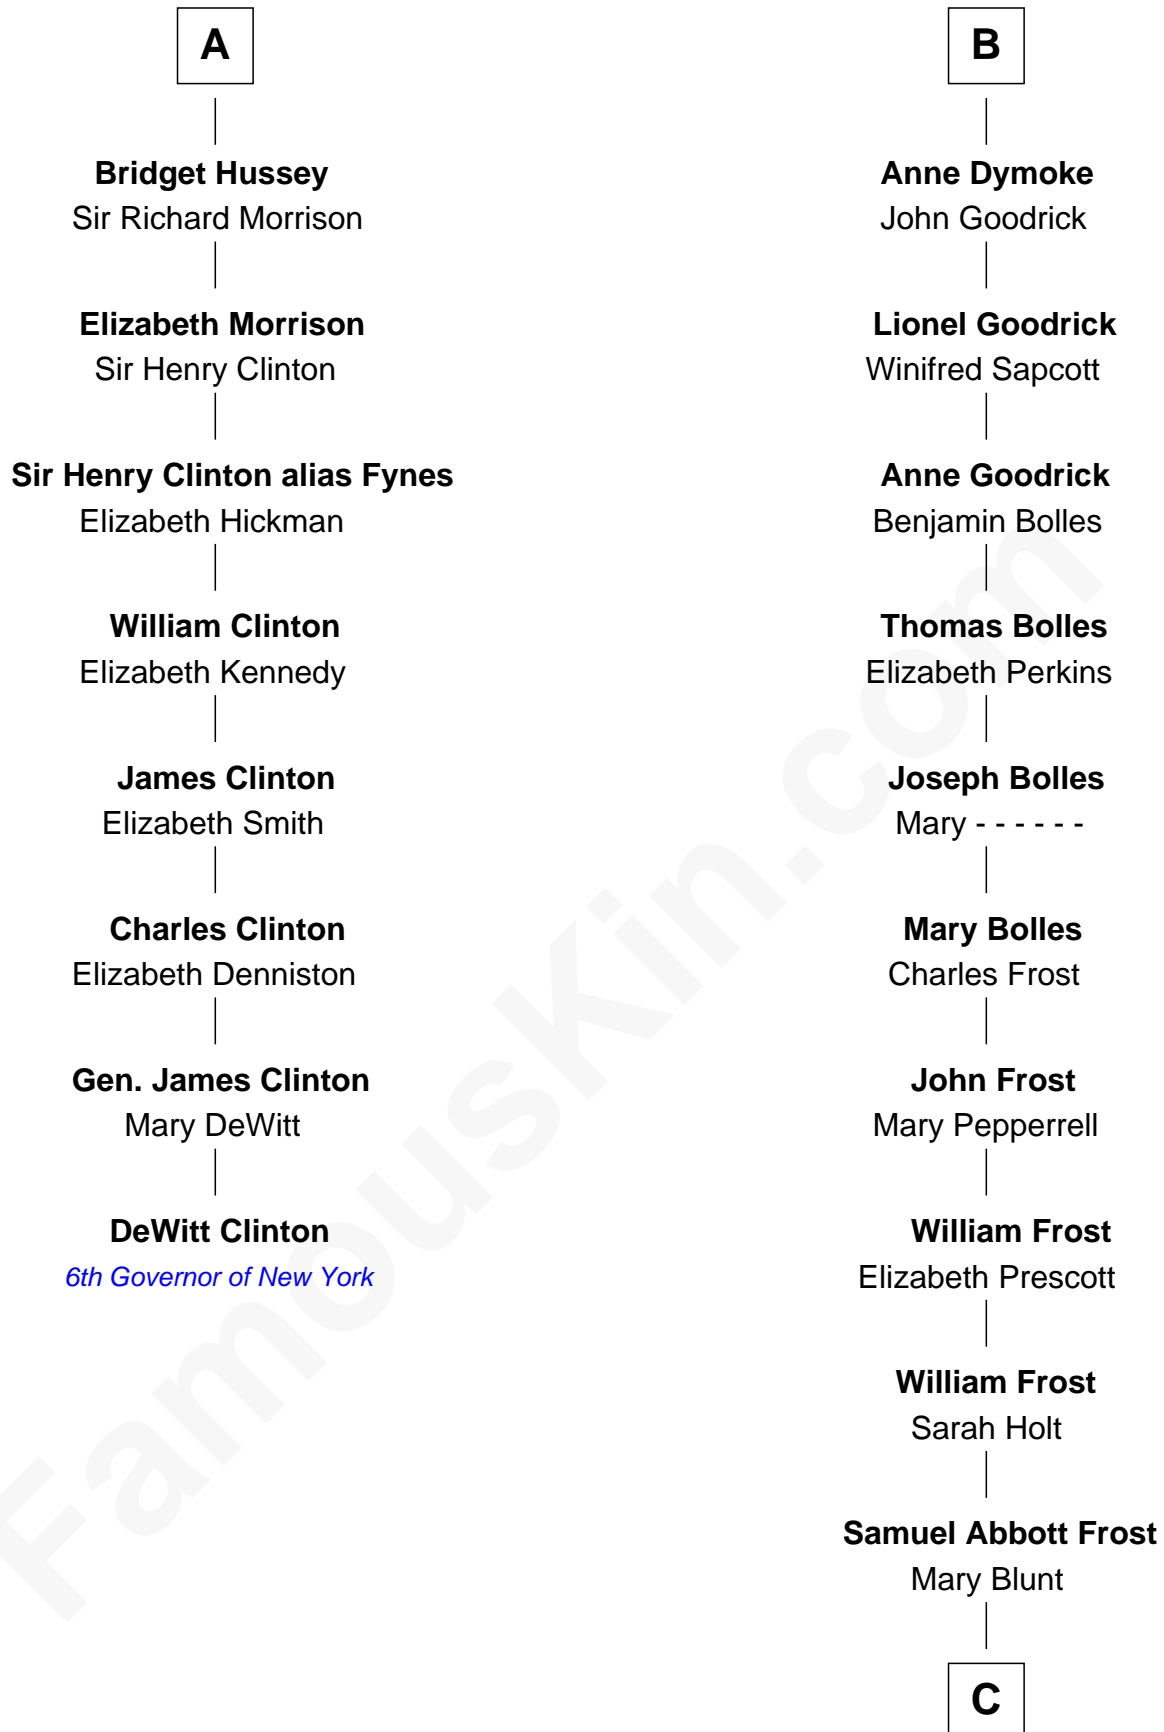 A
Bridget Hussey
Sir Richard Morrison
Elizabeth Morrison
Sir Henry Clinton
Sir Henry Clinton alias Fynes
Elizabeth Hickman
William Clinton
Elizabeth Kennedy
James Clinton
Elizabeth Smith
Charles Clinton
Elizabeth Denniston
Gen. James Clinton
Mary DeWitt
DeWitt Clinton
6th Governor of New York
B
Anne Dymoke
John Goodrick
Lionel Goodrick
Winifred Sapcott
Anne Goodrick
Benjamin Bolles
Thomas Bolles
Elizabeth Perkins
Joseph Bolles
Mary - - - - - -
Mary Bolles
Charles Frost
John Frost
Mary Pepperrell
William Frost
Elizabeth Prescott
William Frost
Sarah Holt
Samuel Abbott Frost
Mary Blunt
C
FamousKin.com